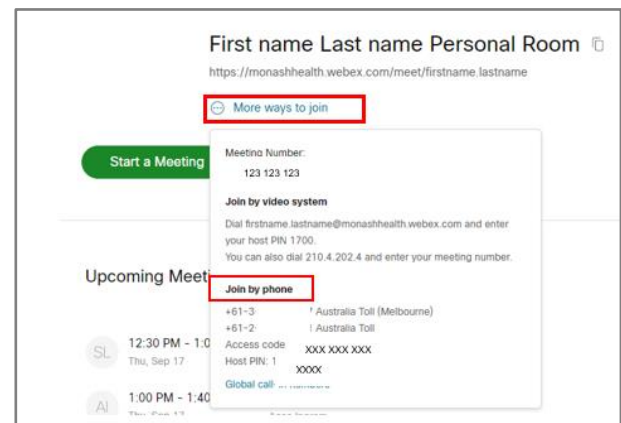 First name Last name Personal Room
https://monashhealth.webex.com/meet/firstname.lastname
More ways to join
Start a Meeting
Meeting Number:
123 123 123
Join by video system
Dial firstname.lastname@monashhealth.webex.com and enter
your host PIN 1700.
You can also dial 210.4.202.4 and enter your meeting number.
Upcoming Meeti
Join by phone
+61-3 Australia Toll (Melbourne)
+61-2 Australia Toll
Access code XXX XXX XXX
Host PIN: 1 XXXX
Global call-in numbers
SL 12:30 PM - 1:0
Thu, Sep 17
AI 1:00 PM - 1:40